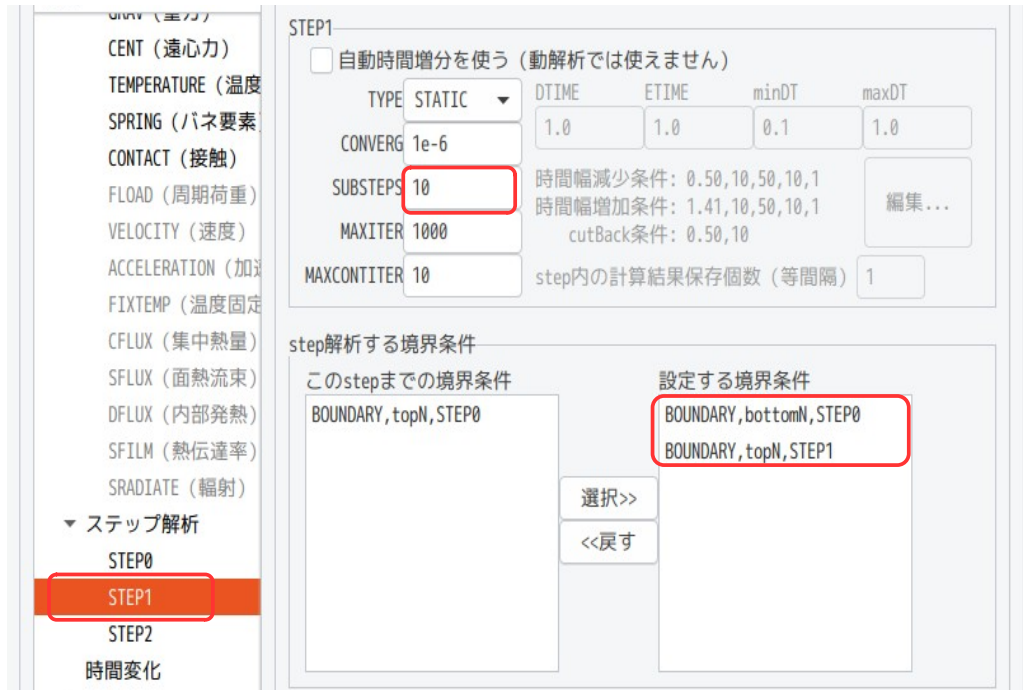 GRAV (重力)
CENT (遠心力)
TEMPERATURE (温度
SPRING (バネ要素
CONTACT (接触)
FLOAD (周期荷重)
VELOCITY (速度)
ACCELERATION (加速
FIXTEMP (温度固定
CFLUX (集中熱量)
SFLUX (面熱流束)
DFLUX (内部発熱)
SFILM (熱伝達率)
SRADIATE (輻射)
ステップ解析
STEP0
STEP1
STEP2
時間変化
STEP1
自動時間増分を使う (動解析では使えません)
TYPE STATIC
CONVERG 1e-6
SUBSTEPS 10
MAXITER 1000
MAXCONTITER 10
DTIME ETIME minDT maxDT
1.0 1.0 0.1 1.0
時間幅減少条件: 0.50,10,50,10,1
時間幅増加条件: 1.41,10,50,10,1
cutBack条件: 0.50,10
編集...
step内の計算結果保存個数 (等間隔) 1
step解析する境界条件
このstepまでの境界条件
BOUNDARY,topN,STEP0
選択>>
<<戻す
設定する境界条件
BOUNDARY,bottomN,STEP0
BOUNDARY,topN,STEP1